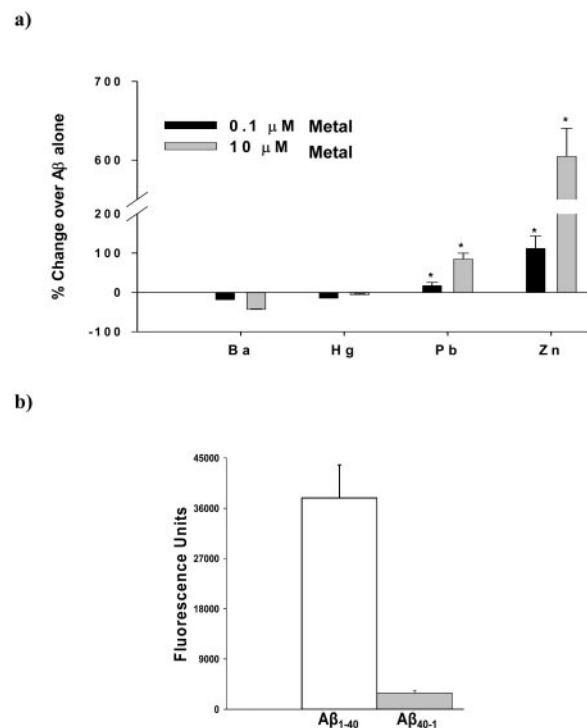 a)
700
600
200
100
0
-100
% Change over Aβ alone
0.1 μM Metal
10 μM Metal
*
*
*
*
Ba Hg Pb Zn
b)
45000
36000
27000
18000
9000
0
Fluorescence Units
Aβ1-40 Aβ40-1